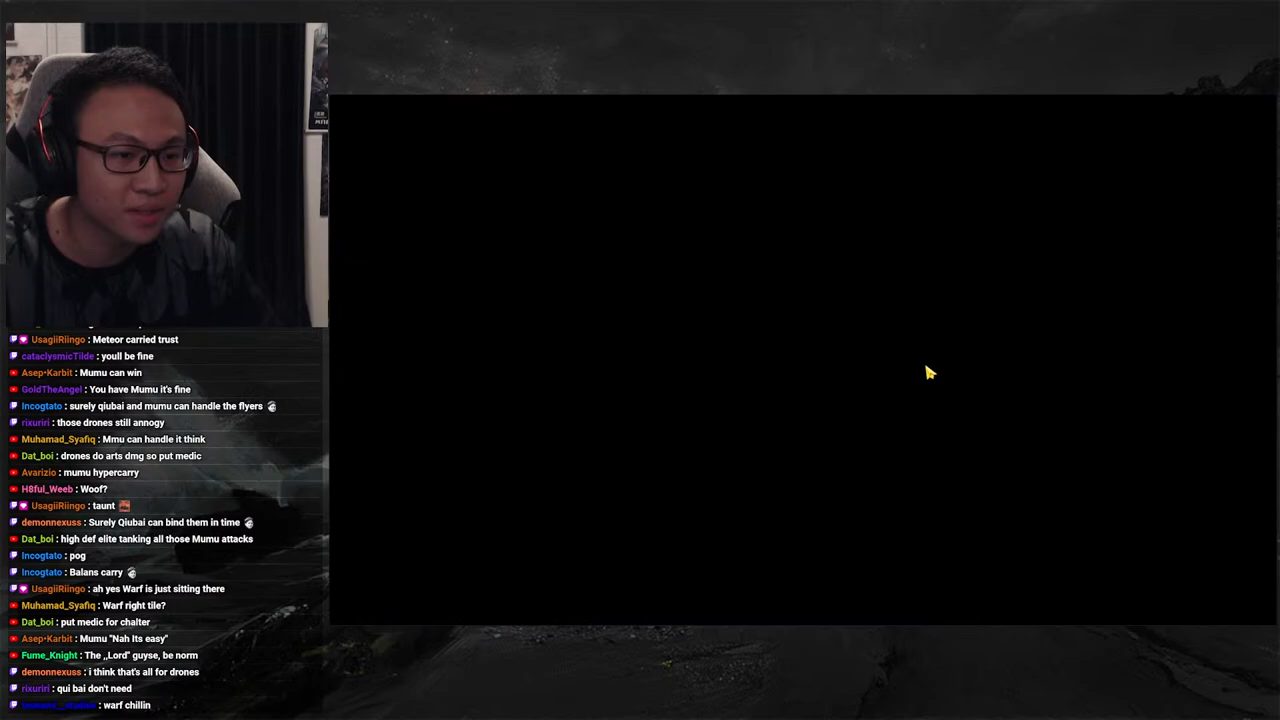 UsagiiRiingo : Meteor carried trust
cataclysmicTilde : youll be fine
Asep•Karbit : Mumu can win
GoldTheAngel : You have Mumu it's fine
Incogtato : surely qiubai and mumu can handle the flyers
rixuriri : those drones still annogy
Muhamad_Syafiq : Mmu can handle it think
Dat_boi : drones do arts dmg so put medic
Avarizio : mumu hypercarry
H8ful_Weeb : Woof?
UsagiiRiingo : taunt
demonnexuss : Surely Qiubai can bind them in time
Dat_boi : high def elite tanking all those Mumu attacks
Incogtato : pog
Incogtato : Balans carry
UsagiiRiingo : ah yes Warf is just sitting there
Muhamad_Syafiq : Warf right tile?
Dat_boi : put medic for chalter
Asep•Karbit : Mumu "Nah Its easy"
Fume_Knight : The ,,Lord" guyse, be norm
demonnexuss : i think that's all for drones
rixuriri : qui bai don't need
: warf chillin